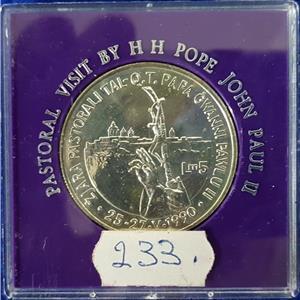 PASTORAL VISIT BY H H POPE JOHN PAUL II
ŻJARA PASTORALI TAL-Q.T. PAPA ĠWANNI PAWLU II
Lm5
25-27·V·1990
233.